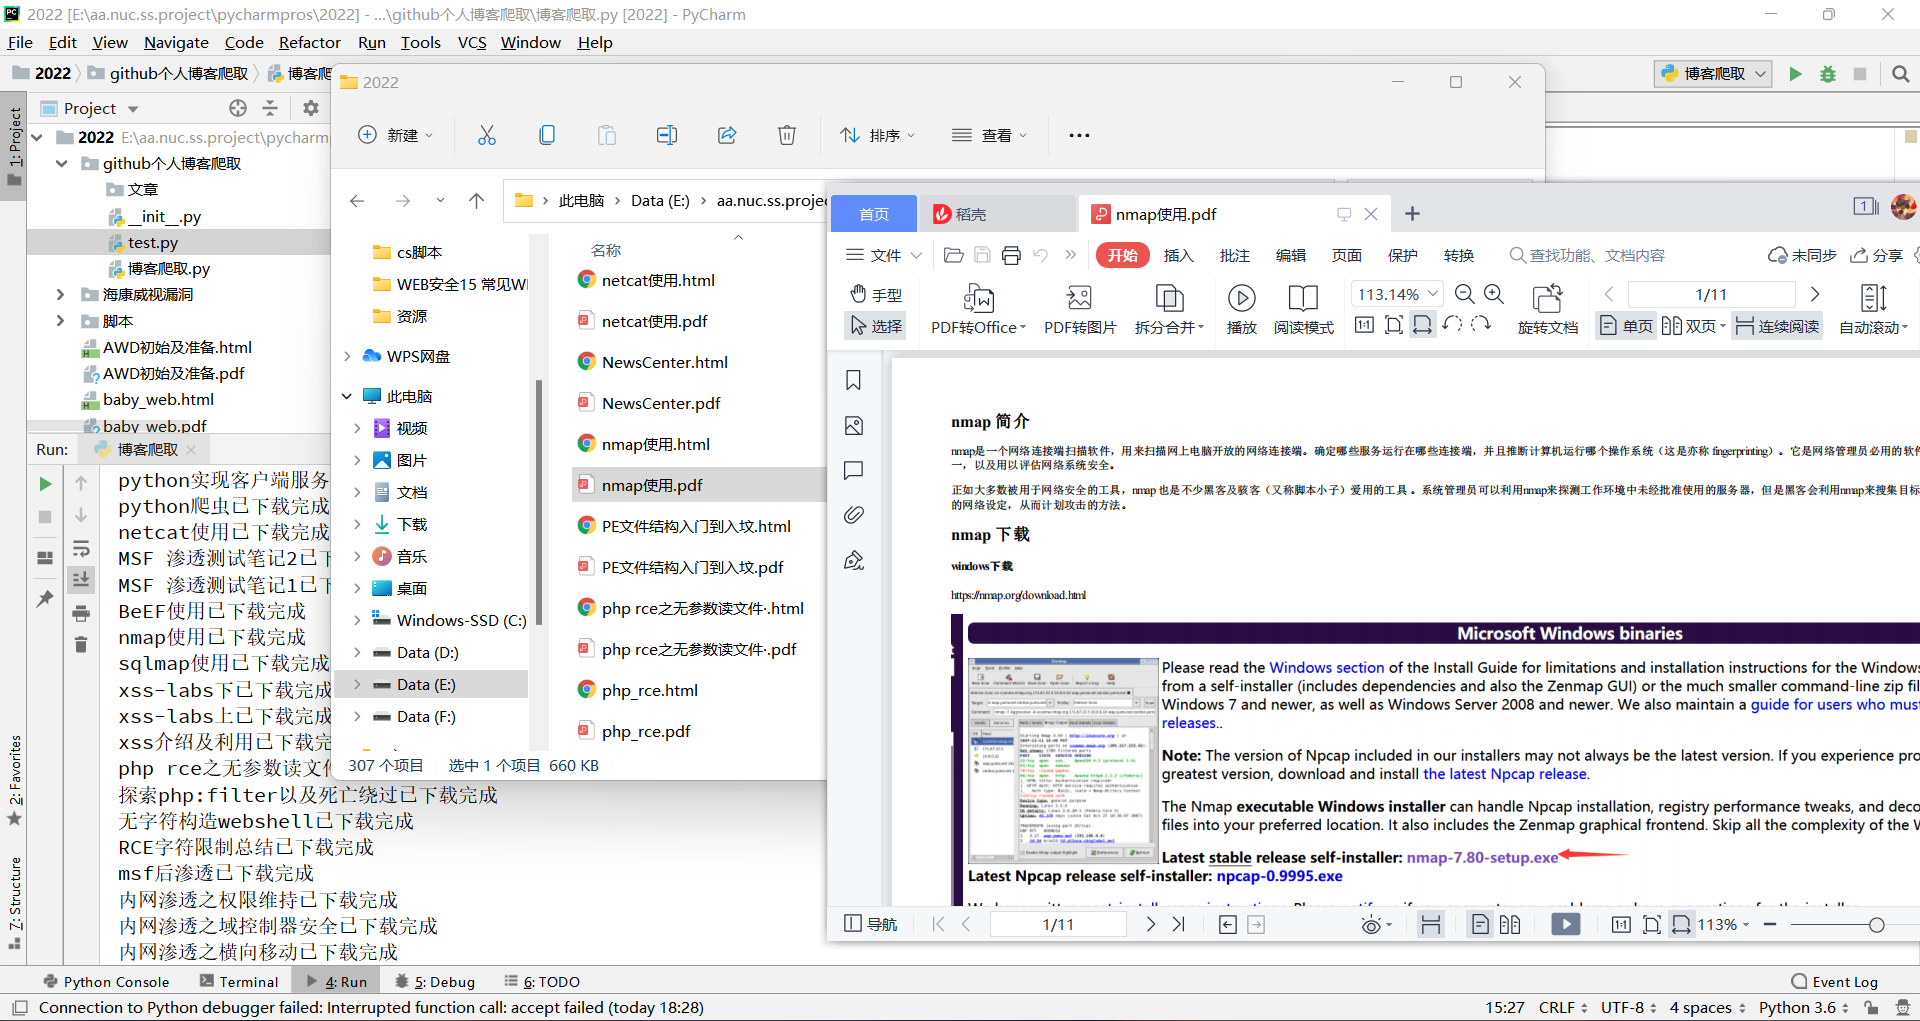 2022 [E:\aa.nuc.ss.project\pycharmpros\2022] - ...\github个人博客爬取\博客爬取.py [2022] - PyCharm
File Edit View Navigate Code Refactor Run Tools VCS Window Help
2022 github个人博客爬取 博客爬
博客爬取
1: Project
Project
2022 E:\aa.nuc.ss.project\pycharm
github个人博客爬取
文章
__init__.py
test.py
博客爬取.py
海康威视漏洞
脚本
AWD初始及准备.html
AWD初始及准备.pdf
baby_web.html
baby_web.pdf
2022
新建
排序
查看
此电脑 Data (E:) aa.nuc.ss.projec
cs脚本
WEB安全15 常见W
资源
WPS网盘
此电脑
视频
图片
文档
下载
音乐
桌面
Windows-SSD (C:)
Data (D:)
Data (E:)
Data (F:)
名称
netcat使用.html
netcat使用.pdf
NewsCenter.html
NewsCenter.pdf
nmap使用.html
nmap使用.pdf
PE文件结构入门到入坟.html
PE文件结构入门到入坟.pdf
php rce之无参数读文件·.html
php rce之无参数读文件·.pdf
php_rce.html
php_rce.pdf
307 个项目 选中 1 个项目 660 KB
首页 稻壳 nmap使用.pdf
文件 开始 插入 批注 编辑 页面 保护 转换 查找功能、文档内容 未同步 分享
手型
选择
PDF转Office PDF转图片 拆分合并 播放 阅读模式
113.14%
旋转文档
1/11
单页 双页 连续阅读 自动滚动
nmap 简介
nmap是一个网络连接端扫描软件，用来扫描网上电脑开放的网络连接端。确定哪些服务运行在哪些连接端，并且推断计算机运行哪个操作系统（这是亦称 fingerprinting）。它是网络管理员必用的软
一，以及用以评估网络系统安全。
正如大多数被用于网络安全的工具，nmap 也是不少黑客及骇客（又称脚本小子）爱用的工具 。系统管理员可以利用nmap来探测工作环境中未经批准使用的服务器，但是黑客会利用nmap来搜集目标
的网络设定，从而计划攻击的方法。
nmap 下载
windows下载
https://nmap.org/download.html
Microsoft Windows binaries
Please read the Windows section of the Install Guide for limitations and installation instructions for the Windows
from a self-installer (includes dependencies and also the Zenmap GUI) or the much smaller command-line zip fil
Windows 7 and newer, as well as Windows Server 2008 and newer. We also maintain a guide for users who mus
releases..
Note: The version of Npcap included in our installers may not always be the latest version. If you experience pro
greatest version, download and install the latest Npcap release.
The Nmap executable Windows installer can handle Npcap installation, registry performance tweaks, and deco
files into your preferred location. It also includes the Zenmap graphical frontend. Skip all the complexity of the W
Latest stable release self-installer: nmap-7.80-setup.exe
Latest Npcap release self-installer: npcap-0.9995.exe
导航 1/11 113%
Run: 博客爬取
python实现客户端服务
python爬虫已下载完成
netcat使用已下载完成
MSF 渗透测试笔记2已下
MSF 渗透测试笔记1已下
BeEF使用已下载完成
nmap使用已下载完成
sqlmap使用已下载完成
xss-labs下已下载完成
xss-labs上已下载完成
xss介绍及利用已下载完
php rce之无参数读文件
探索php:filter以及死亡绕过已下载完成
无字符构造webshell已下载完成
RCE字符限制总结已下载完成
msf后渗透已下载完成
内网渗透之权限维持已下载完成
内网渗透之域控制器安全已下载完成
内网渗透之横向移动已下载完成
2: Favorites
7: Structure
Python Console Terminal 4: Run 5: Debug 6: TODO Event Log
Connection to Python debugger failed: Interrupted function call: accept failed (today 18:28) 15:27 CRLF UTF-8 4 spaces Python 3.6